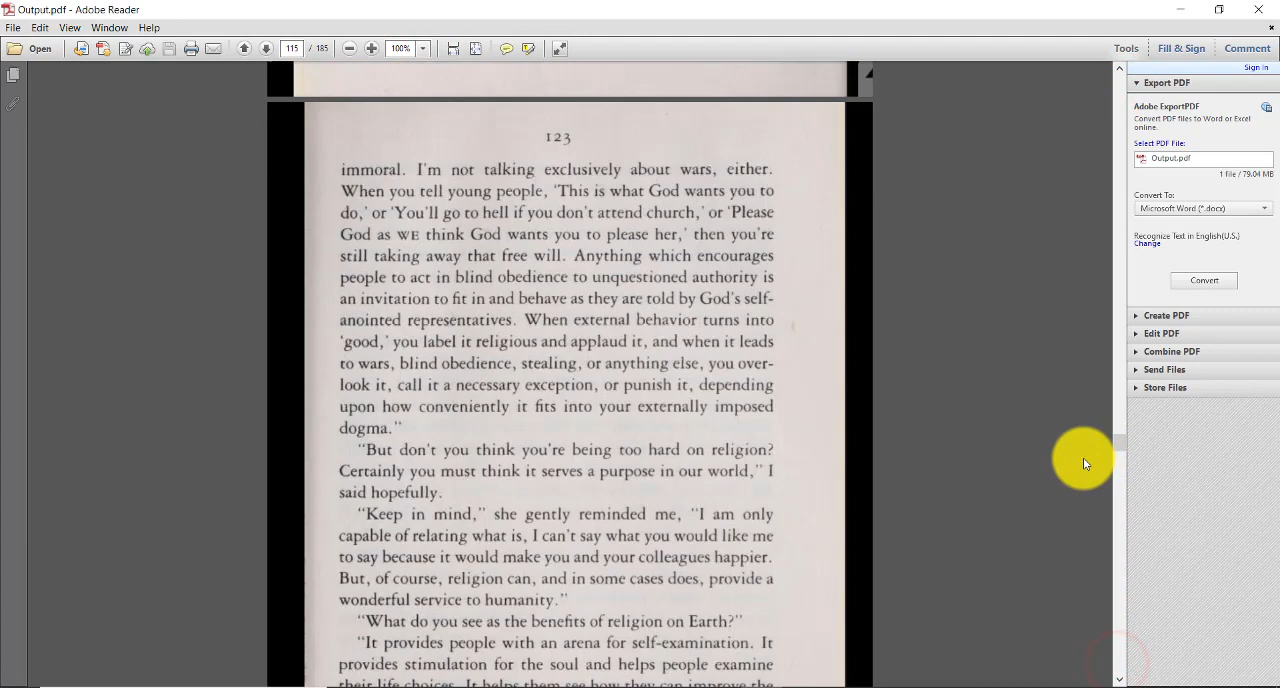 Output.pdf - Adobe Reader
File Edit View Window Help
Open 115 / 185 100% Tools Fill & Sign Comment
Sign In
Export PDF
Adobe ExportPDF
Convert PDF files to Word or Excel
online.
Select PDF File:
Output.pdf
1 file / 79.04 MB
Convert To:
Microsoft Word (*.docx)
Recognize Text in English(U.S.)
Change
Convert
Create PDF
Edit PDF
Combine PDF
Send Files
Store Files
123
immoral. I'm not talking exclusively about wars, either.
When you tell young people, 'This is what God wants you to
do,' or 'You'll go to hell if you don't attend church,' or 'Please
God as WE think God wants you to please her,' then you're
still taking away that free will. Anything which encourages
people to act in blind obedience to unquestioned authority is
an invitation to fit in and behave as they are told by God's self-
anointed representatives. When external behavior turns into
'good,' you label it religious and applaud it, and when it leads
to wars, blind obedience, stealing, or anything else, you over-
look it, call it a necessary exception, or punish it, depending
upon how conveniently it fits into your externally imposed
dogma."
"But don't you think you're being too hard on religion?
Certainly you must think it serves a purpose in our world," I
said hopefully.
"Keep in mind," she gently reminded me, "I am only
capable of relating what is, I can't say what you would like me
to say because it would make you and your colleagues happier.
But, of course, religion can, and in some cases does, provide a
wonderful service to humanity."
"What do you see as the benefits of religion on Earth?"
"It provides people with an arena for self-examination. It
provides stimulation for the soul and helps people examine
their life choices. It helps them see how they can improve the